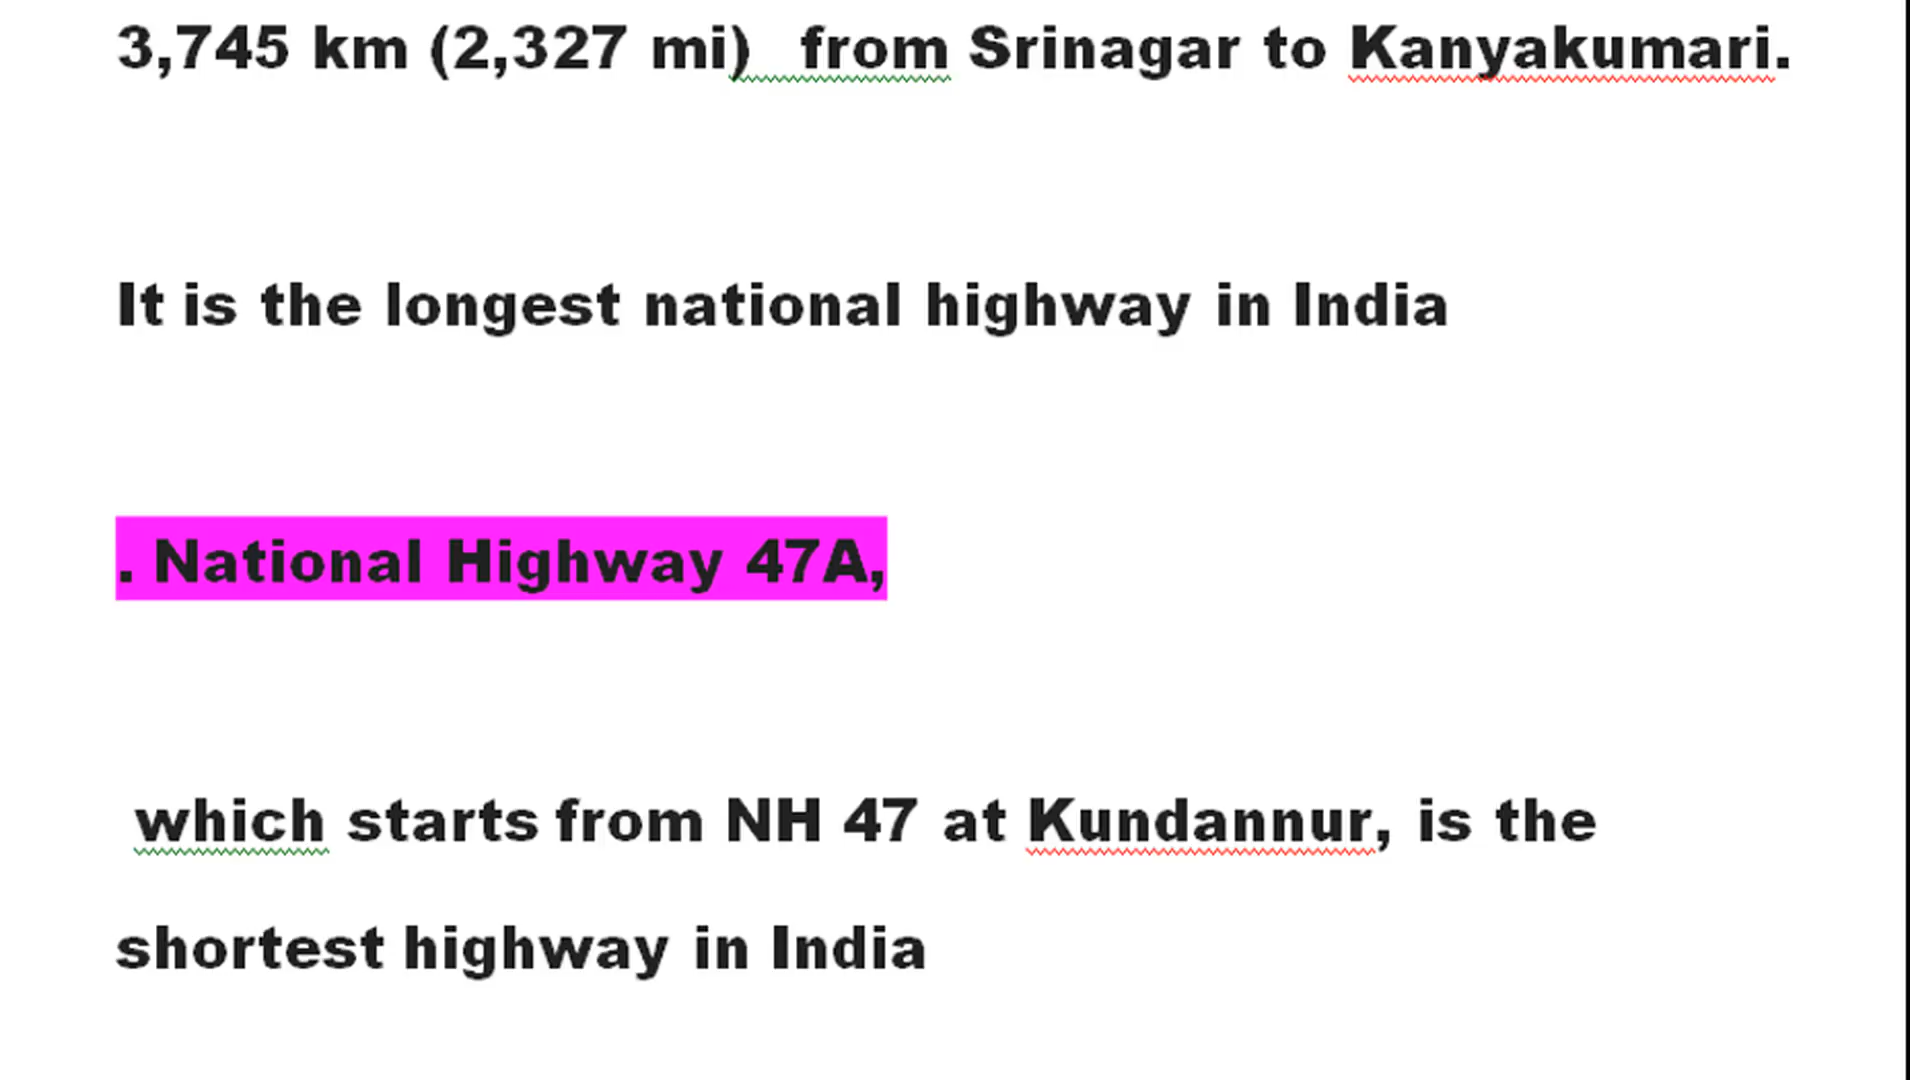 3,745 km (2,327 mi)   from Srinagar to Kanyakumari.
It is the longest national highway in India
. National Highway 47A,
which starts from NH 47 at Kundannur, is the
shortest highway in India